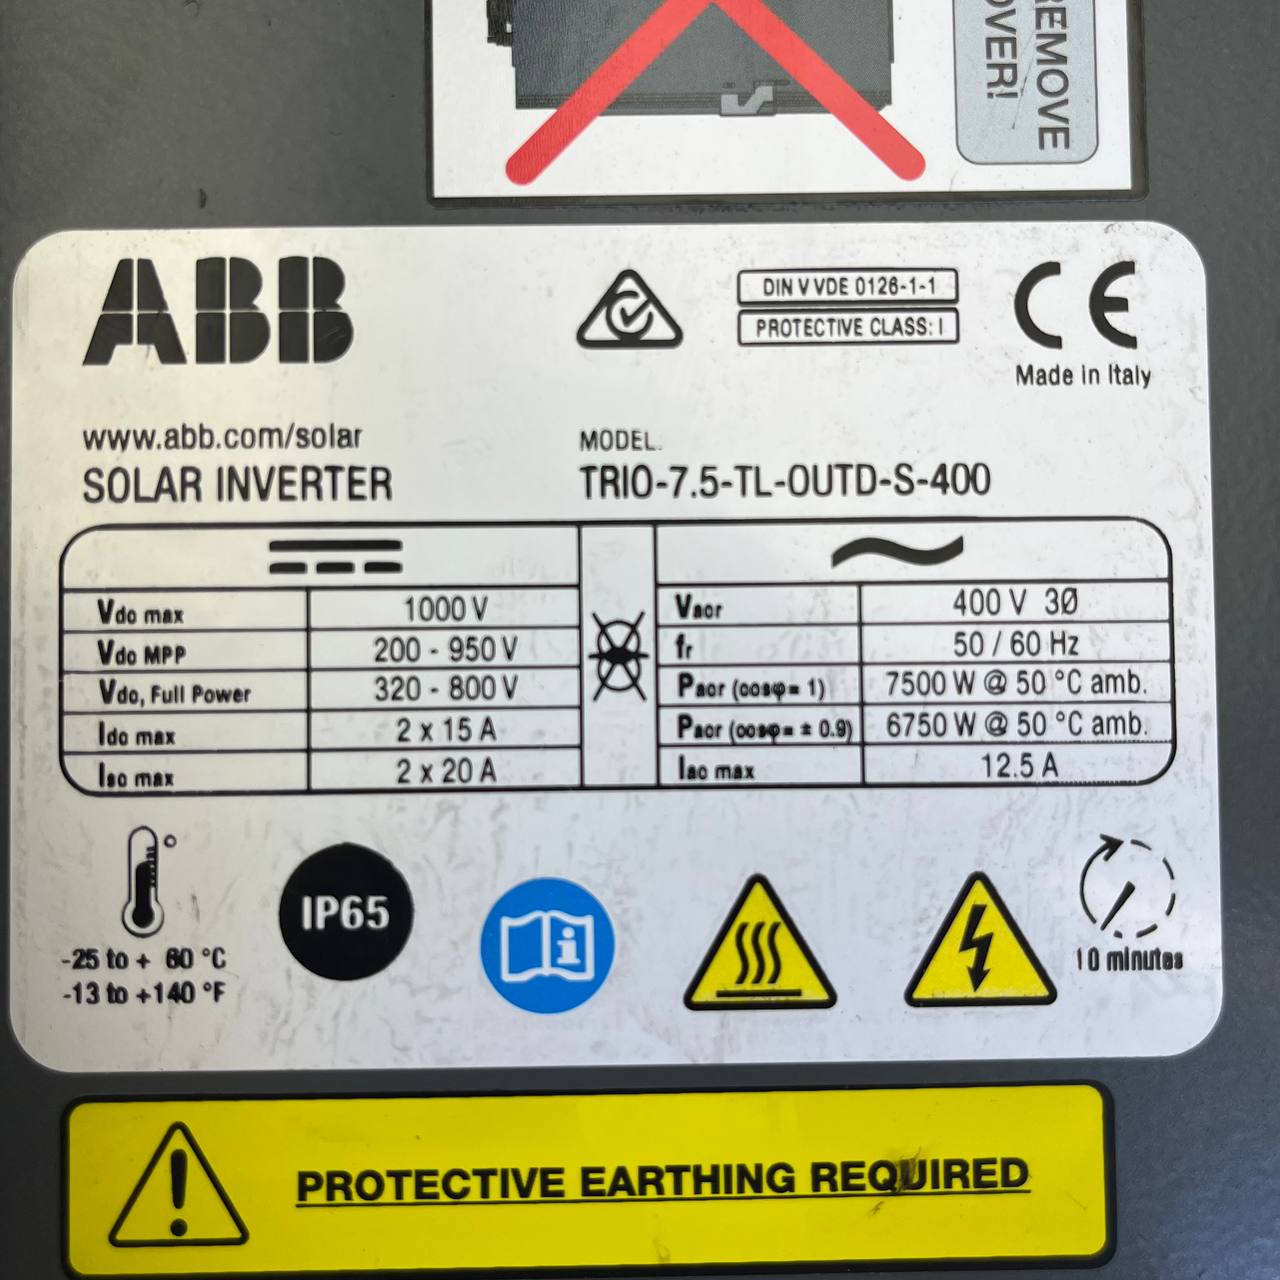 REMOVE
OVER!
ABB
DIN V VDE 0126-1-1
PROTECTIVE CLASS: I
CE
Made in Italy
www.abb.com/solar
SOLAR INVERTER
MODEL:
TRIO-7.5-TL-OUTD-S-400
Vdc max 1000 V
Vdc MPP 200 - 950 V
Vdc, Full Power 320 - 800 V
Idc max 2 x 15 A
Isc max 2 x 20 A
Vacr 400 V 3Ø
fr 50 / 60 Hz
Pacr (cosφ= 1) 7500 W @ 50 °C amb.
Pacr (cosφ= ± 0.9) 6750 W @ 50 °C amb.
Iac max 12.5 A
-25 to + 60 °C
-13 to +140 °F
IP65
10 minutes
PROTECTIVE EARTHING REQUIRED